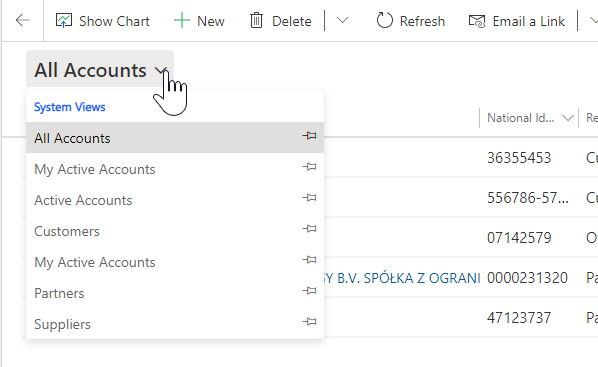 Show Chart New Delete Refresh Email a Link
All Accounts
System Views
National Id... Re
All Accounts
36355453 Cu
My Active Accounts
556786-57... Cu
Active Accounts
Customers
07142579 O
My Active Accounts
GY B.V. SPÓŁKA Z OGRANI 0000231320 Pa
Partners
Suppliers
47123737 Pa